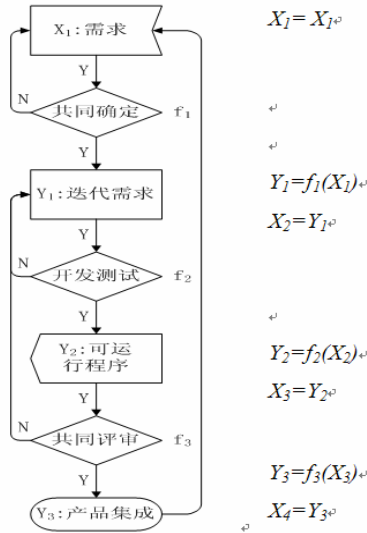 X₁:需求
X₁= X₁↵
Y
N
共同确定
f₁
↵
Y
↵
Y₁:迭代需求
Y₁=f₁(X₁)↵
Y
X₂=Y₁↵
N
开发测试
f₂
Y
↵
Y₂:可运
行程序
Y₂=f₂(X₂)↵
Y
X₃=Y₂↵
N
共同评审
f₃
Y
Y₃=f₃(X₃)↵
Y₃:产品集成
↵
X₄=Y₃↵